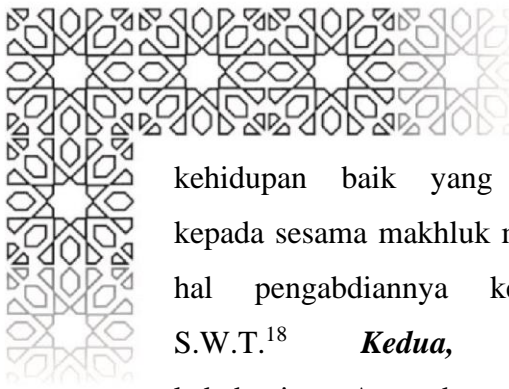 kehidupan baik yang
kepada sesama makhluk
hal pengabdiannya
S.W.T.18 Kedua,